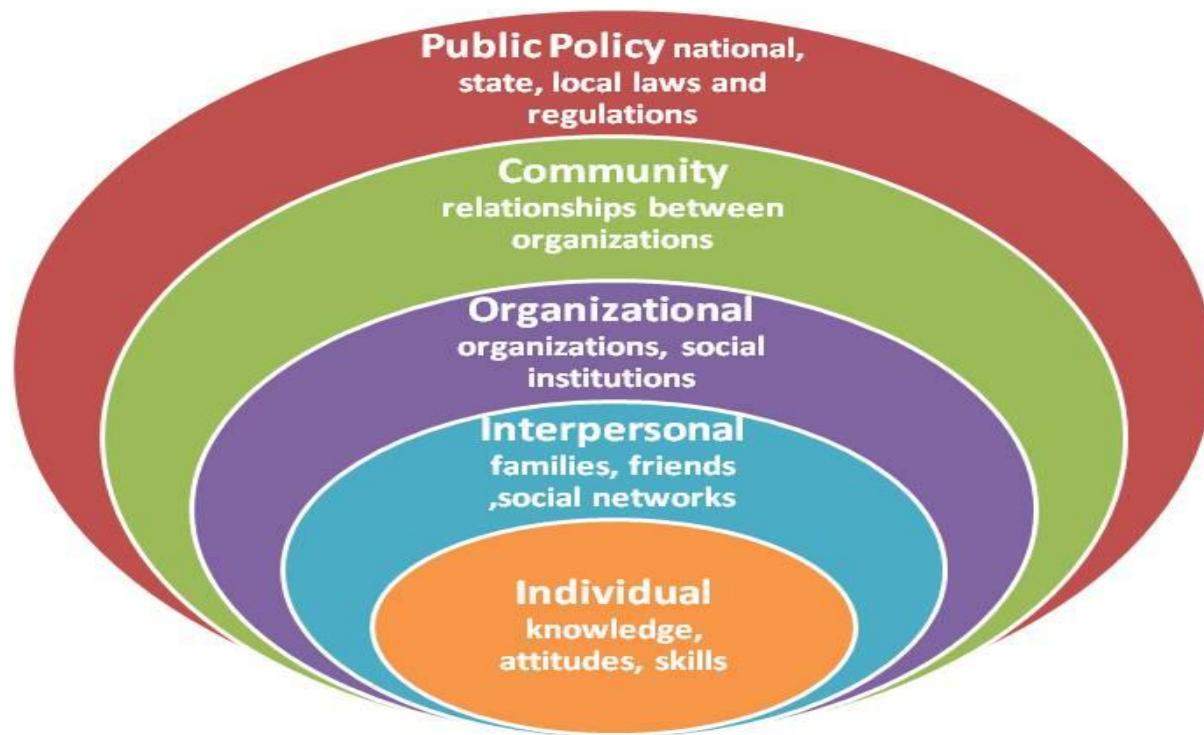 Public Policy national,
state, local laws and
regulations
Community
relationships between
organizations
Organizational
organizations, social
institutions
Interpersonal
families, friends
,social networks
Individual
knowledge,
attitudes, skills